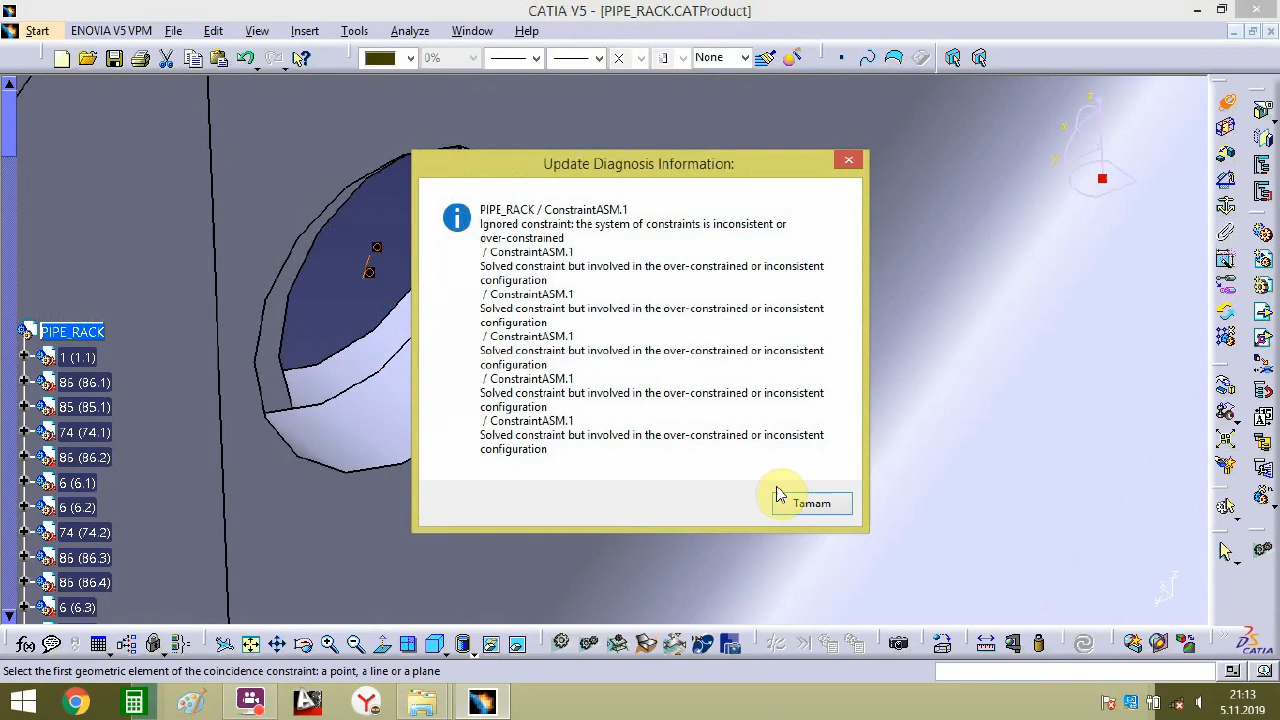 CATIA V5 - [PIPE_RACK.CATProduct]
Start
ENOVIA V5 VPM
File
Edit
View
Insert
Tools
Analyze
Window
Help
0%
None
z
x
y
Update Diagnosis Information:
PIPE_RACK / ConstraintASM.1
Ignored constraint: the system of constraints is inconsistent or
over-constrained
/ ConstraintASM.1
Solved constraint but involved in the over-constrained or inconsistent
configuration
/ ConstraintASM.1
Solved constraint but involved in the over-constrained or inconsistent
configuration
/ ConstraintASM.1
Solved constraint but involved in the over-constrained or inconsistent
configuration
/ ConstraintASM.1
Solved constraint but involved in the over-constrained or inconsistent
configuration
/ ConstraintASM.1
Solved constraint but involved in the over-constrained or inconsistent
configuration
Tamam
PIPE_RACK
1 (1.1)
86 (86.1)
85 (85.1)
74 (74.1)
86 (86.2)
6 (6.1)
6 (6.2)
74 (74.2)
86 (86.3)
86 (86.4)
6 (6.3)
Select the first geometric element of the coincidence constraint: a point, a line or a plane
CATIA
21:13
5.11.2019